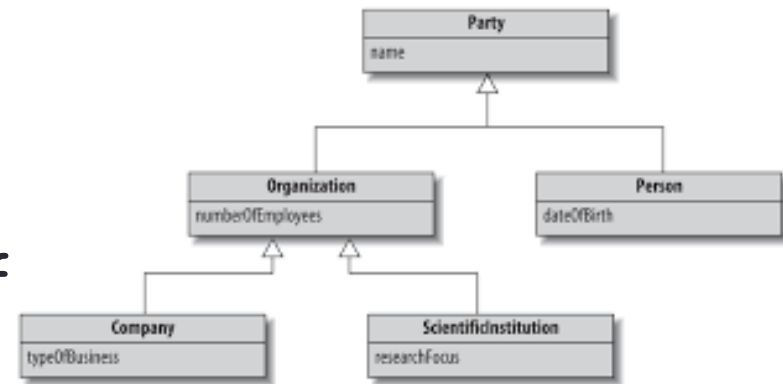 Party
name
Organization
numberOfEmployees
Person
dateOfBirth
Company
typeOfBusiness
ScientificInstitution
researchFocus